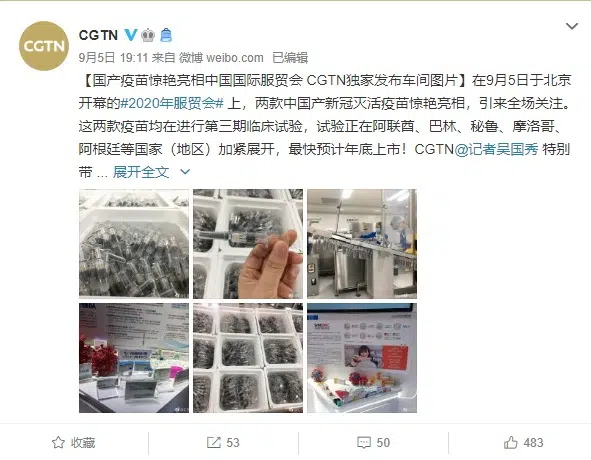 CGTN
CGTN
9月5日 19:11 来自 微博 weibo.com 已编辑
【国产疫苗惊艳亮相中国国际服贸会 CGTN独家发布车间图片】在9月5日于北京
开幕的#2020年服贸会# 上，两款中国产新冠灭活疫苗惊艳亮相，引来全场关注。
这两款疫苗均在进行第三期临床试验，试验正在阿联酋、巴林、秘鲁、摩洛哥、
阿根廷等国家（地区）加紧展开，最快预计年底上市！CGTN@记者吴国秀 特别
带 ... 展开全文
收藏
53
50
483